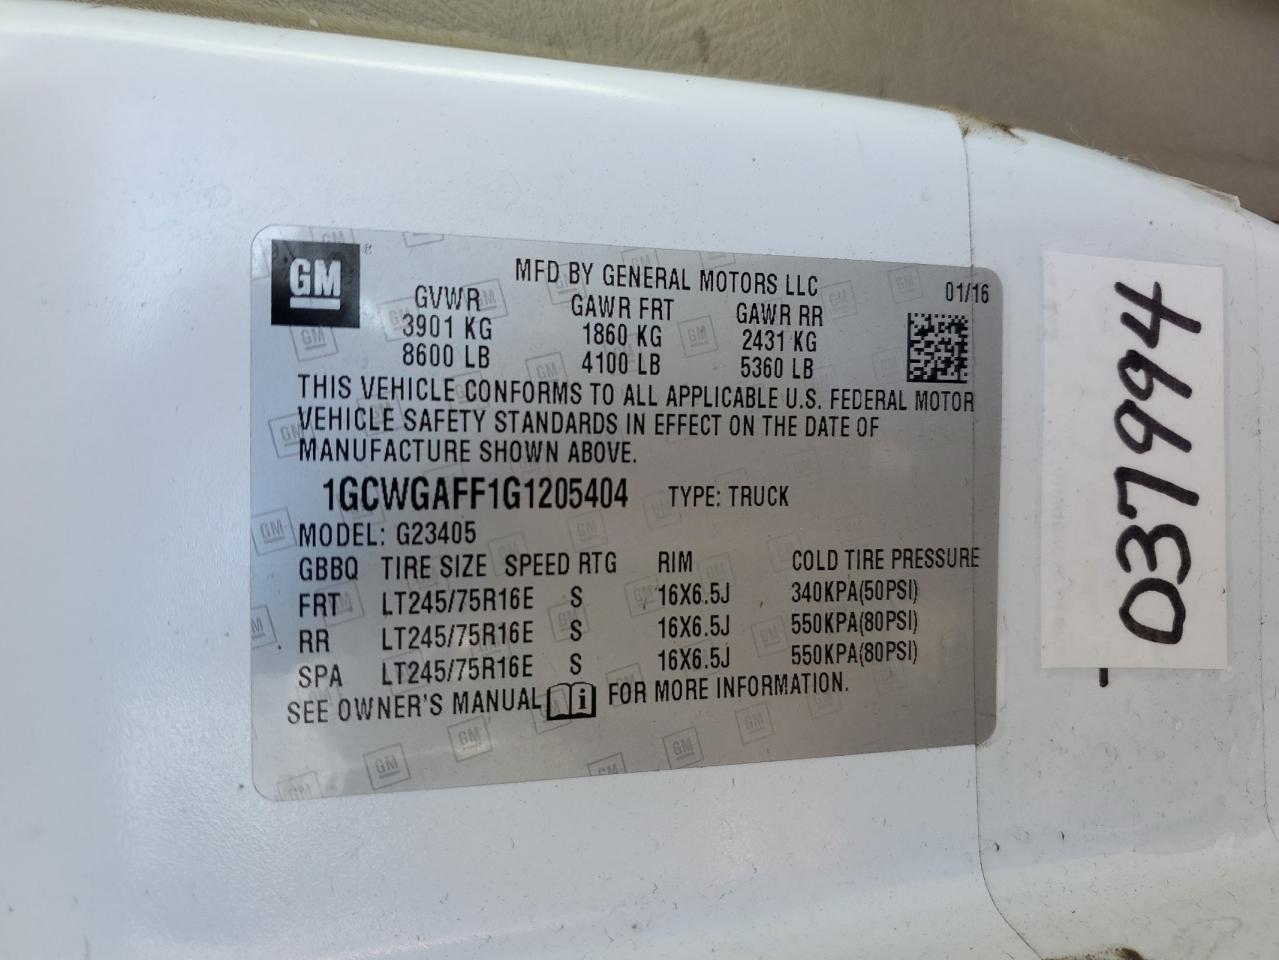 GM
MFD BY GENERAL MOTORS LLC
01/16
GVWR GAWR FRT GAWR RR
3901 KG 1860 KG 2431 KG
8600 LB 4100 LB 5360 LB
THIS VEHICLE CONFORMS TO ALL APPLICABLE U.S. FEDERAL MOTOR
VEHICLE SAFETY STANDARDS IN EFFECT ON THE DATE OF
MANUFACTURE SHOWN ABOVE.
1GCWGAFF1G1205404 TYPE: TRUCK
MODEL: G23405
GBBQ TIRE SIZE SPEED RTG RIM COLD TIRE PRESSURE
FRT LT245/75R16E S 16X6.5J 340KPA(50PSI)
RR LT245/75R16E S 16X6.5J 550KPA(80PSI)
SPA LT245/75R16E S 16X6.5J 550KPA(80PSI)
SEE OWNER'S MANUAL i FOR MORE INFORMATION.
037994